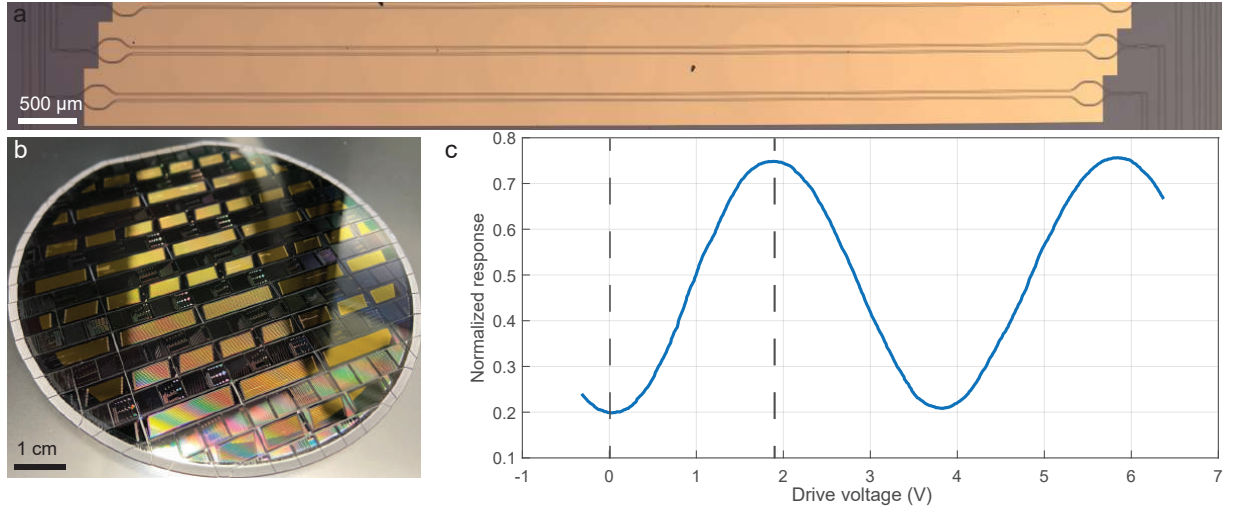 a
500 µm
b
1 cm
c
0.8
0.7
0.6
0.5
0.4
0.3
0.2
0.1
Normalized response
-1 0 1 2 3 4 5 6 7
Drive voltage (V)